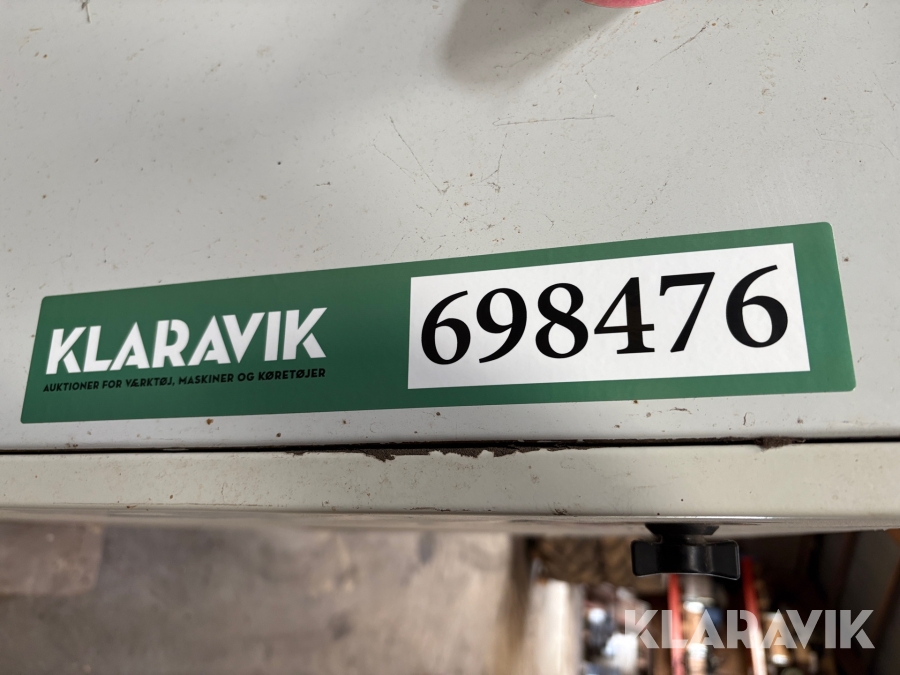 KLARAVIK
AUKTIONER FOR VÆRKTØJ, MASKINER OG KØRETØJER
698476
KLARAVIK